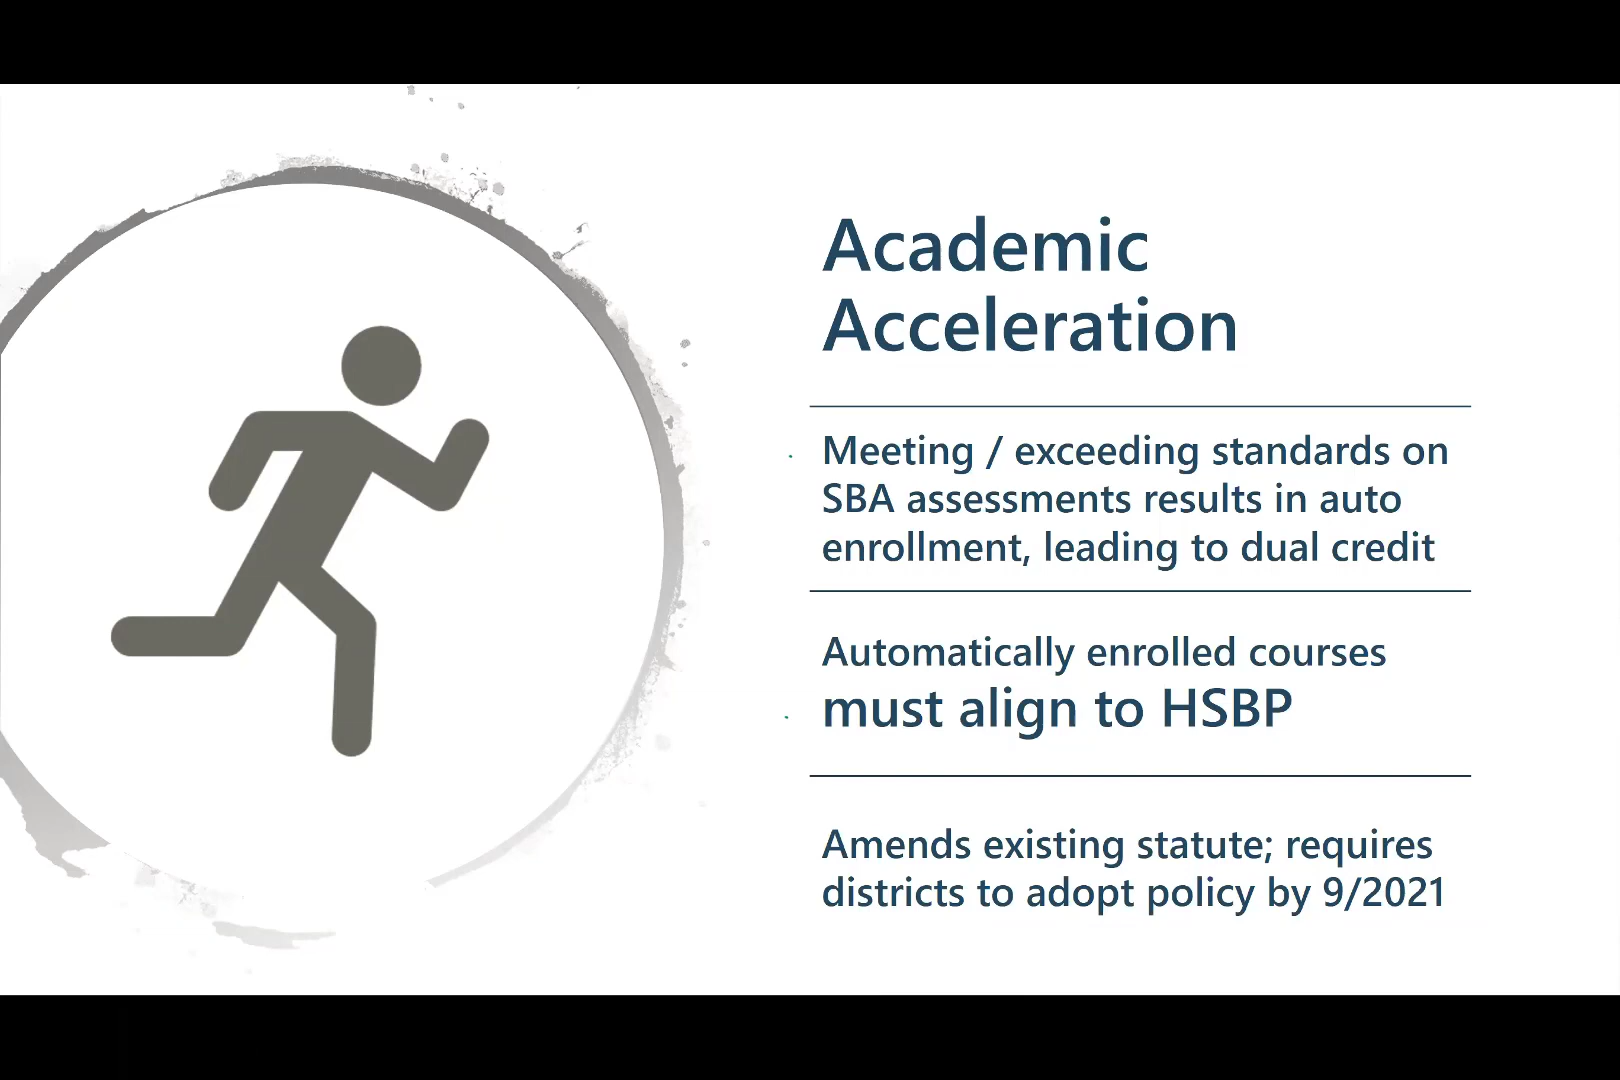 Academic
Acceleration
Meeting / exceeding standards on
SBA assessments results in auto
enrollment, leading to dual credit
Automatically enrolled courses
must align to HSBP
Amends existing statute; requires
districts to adopt policy by 9/2021